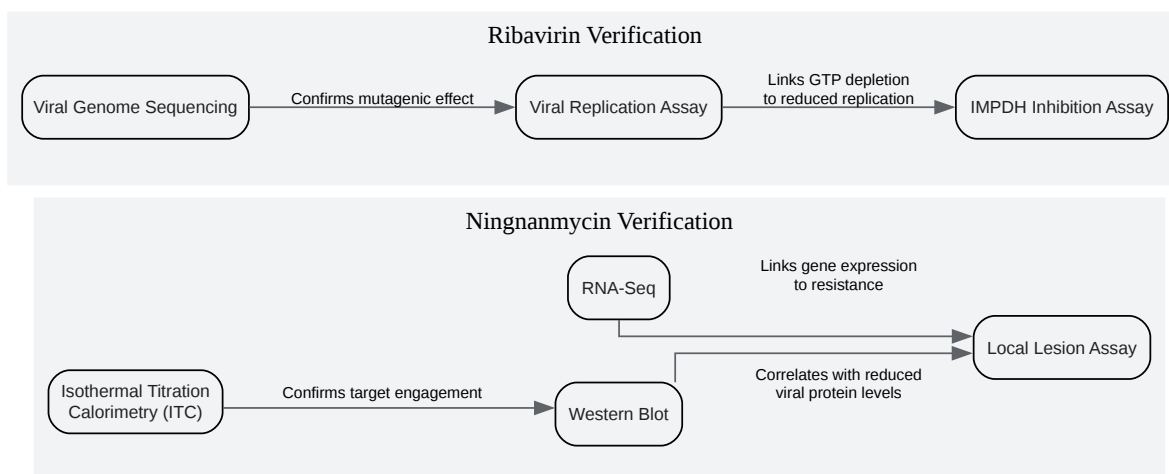 Ribavirin Verification
Viral Genome Sequencing
Confirms mutagenic effect
Viral Replication Assay
Links GTP depletion
to reduced replication
IMPDH Inhibition Assay
Ningnanmycin Verification
RNA-Seq
Links gene expression
to resistance
Local Lesion Assay
Isothermal Titration
Calorimetry (ITC)
Confirms target engagement
Western Blot
Correlates with reduced
viral protein levels